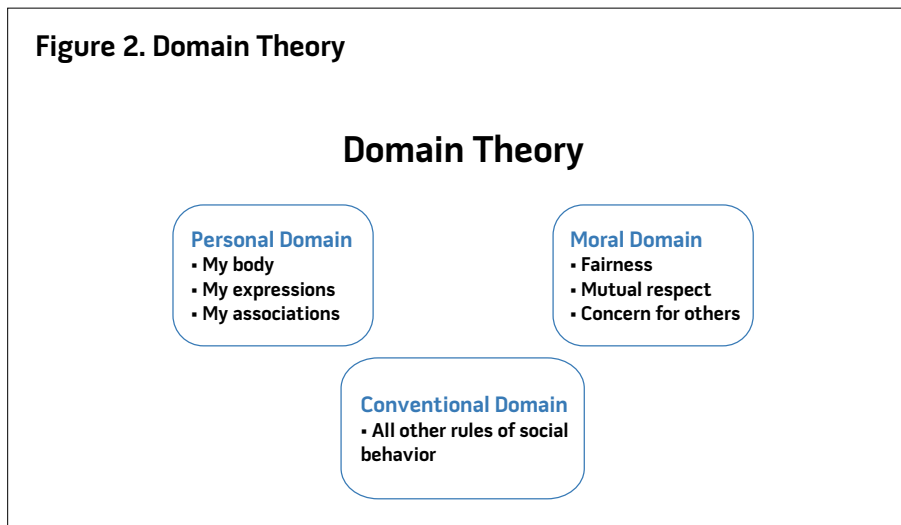 Figure 2. Domain Theory
Domain Theory
Personal Domain
▪ My body
▪ My expressions
▪ My associations
Moral Domain
▪ Fairness
▪ Mutual respect
▪ Concern for others
Conventional Domain
▪ All other rules of social
behavior